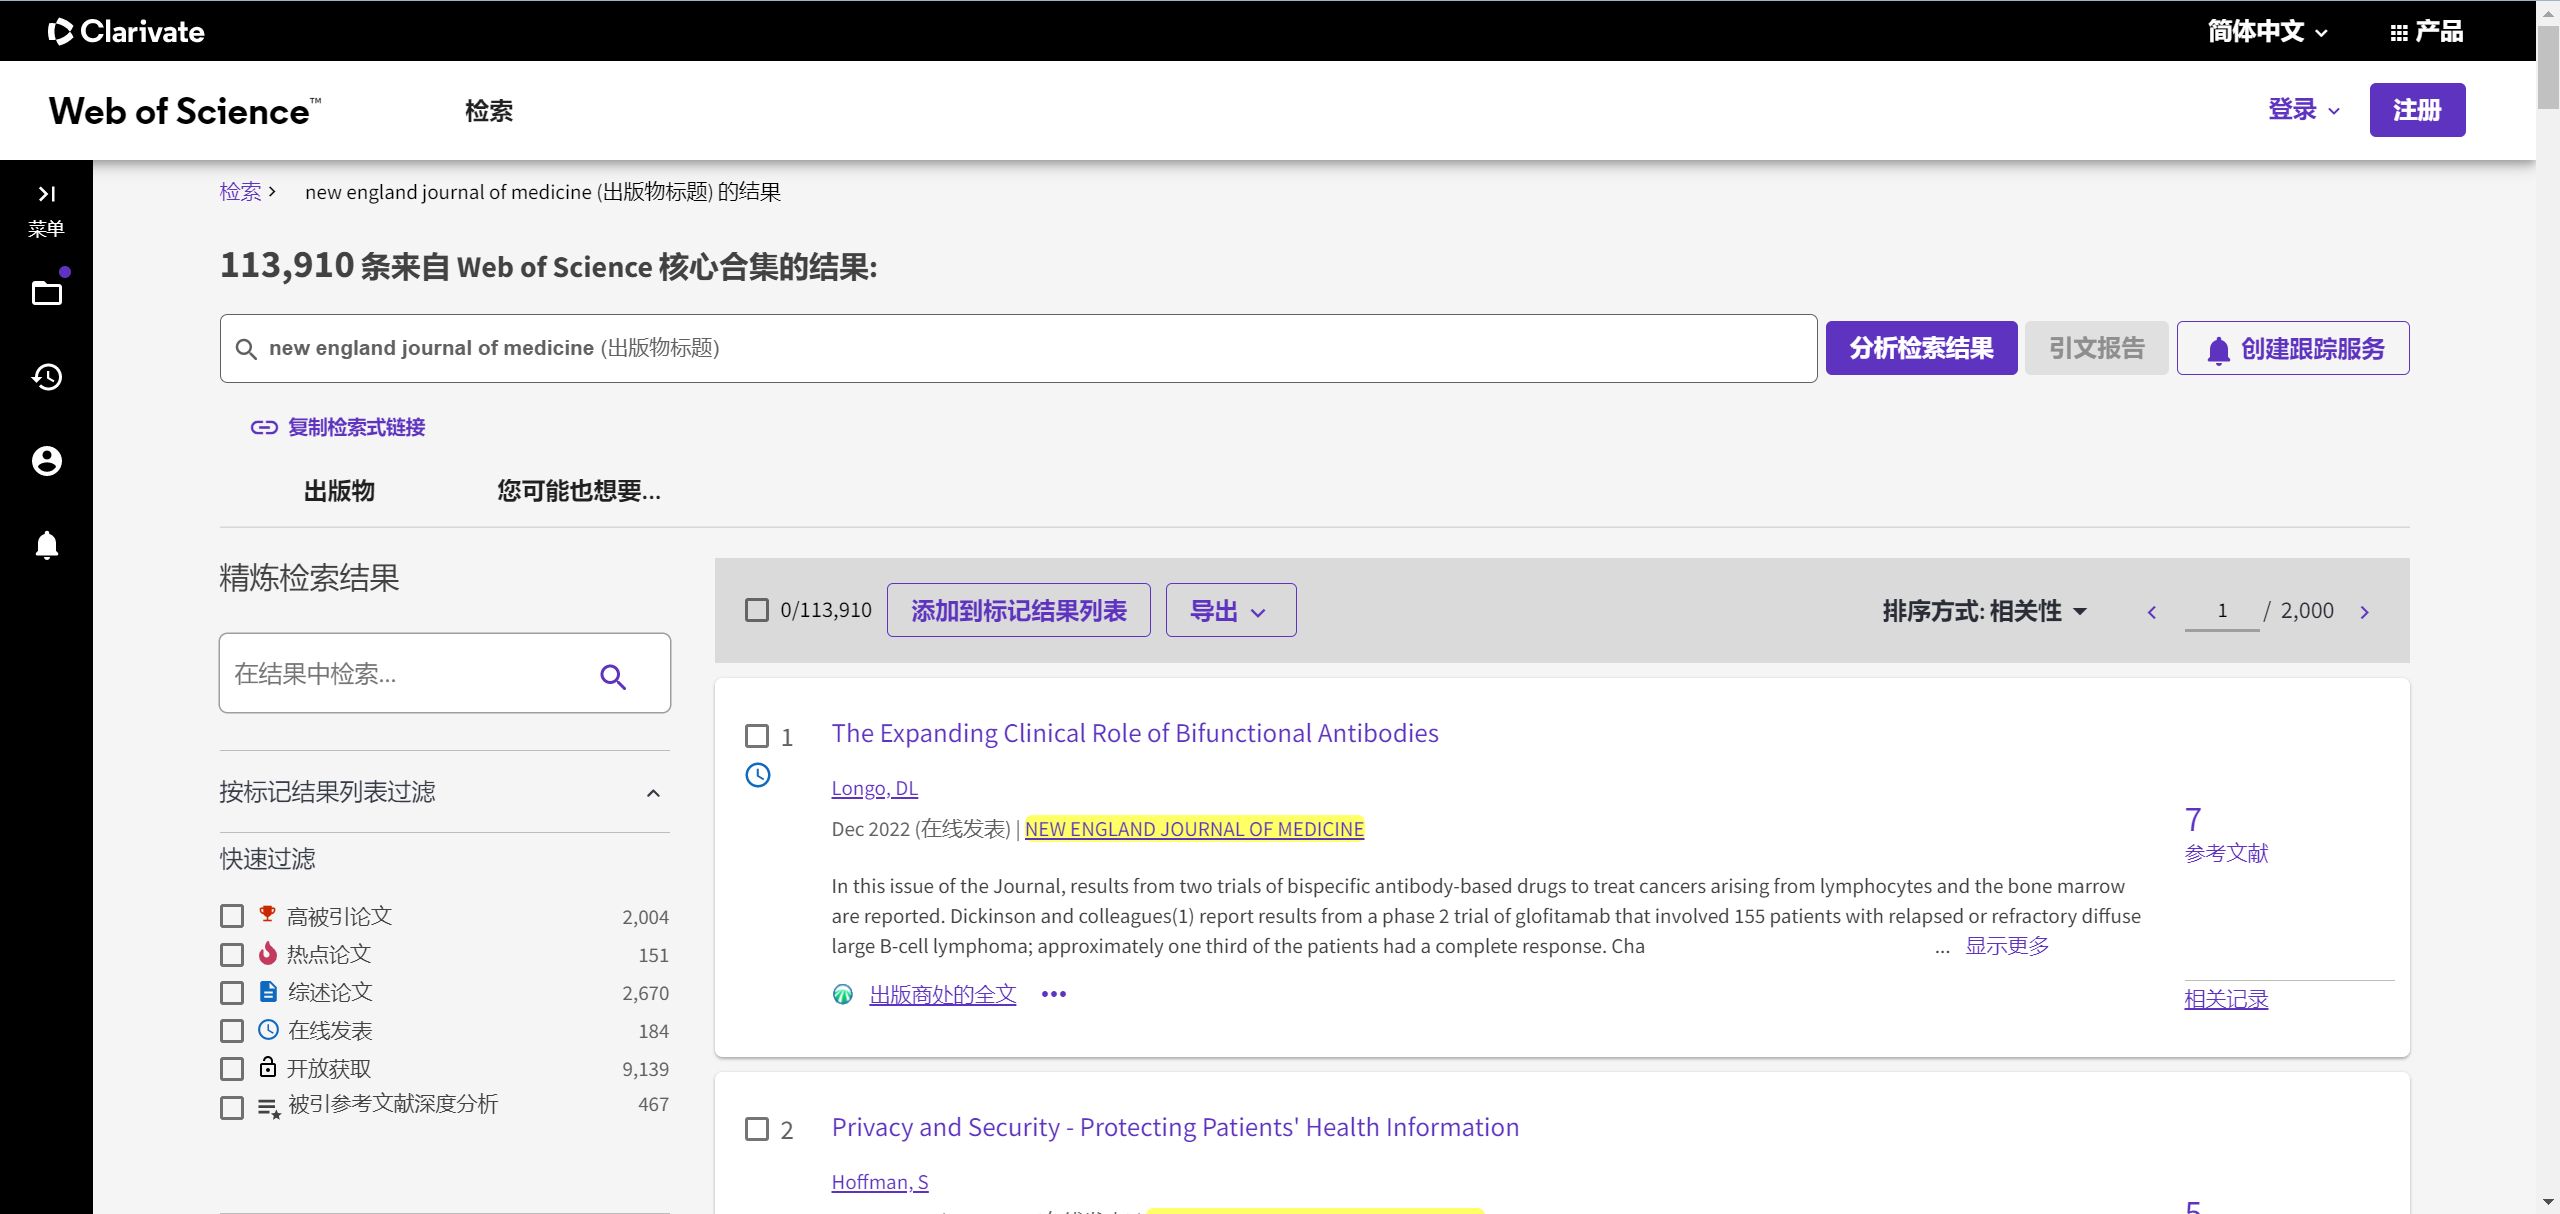 Clarivate
简体中文
产品
Web of Science™
检索
登录
注册
菜单
检索 > new england journal of medicine (出版物标题) 的结果
113,910 条来自 Web of Science 核心合集的结果:
new england journal of medicine (出版物标题)
分析检索结果
引文报告
创建跟踪服务
复制检索式链接
出版物
您可能也想要...
精炼检索结果
在结果中检索...
按标记结果列表过滤
快速过滤
高被引论文 2,004
热点论文 151
综述论文 2,670
在线发表 184
开放获取 9,139
被引参考文献深度分析 467
0/113,910
添加到标记结果列表
导出
排序方式: 相关性
1 / 2,000
1
The Expanding Clinical Role of Bifunctional Antibodies
Longo, DL
Dec 2022 (在线发表) | NEW ENGLAND JOURNAL OF MEDICINE
In this issue of the Journal, results from two trials of bispecific antibody-based drugs to treat cancers arising from lymphocytes and the bone marrow
are reported. Dickinson and colleagues(1) report results from a phase 2 trial of glofitamab that involved 155 patients with relapsed or refractory diffuse
large B-cell lymphoma; approximately one third of the patients had a complete response. Cha ... 显示更多
出版商处的全文
7
参考文献
相关记录
2
Privacy and Security - Protecting Patients' Health Information
Hoffman, S